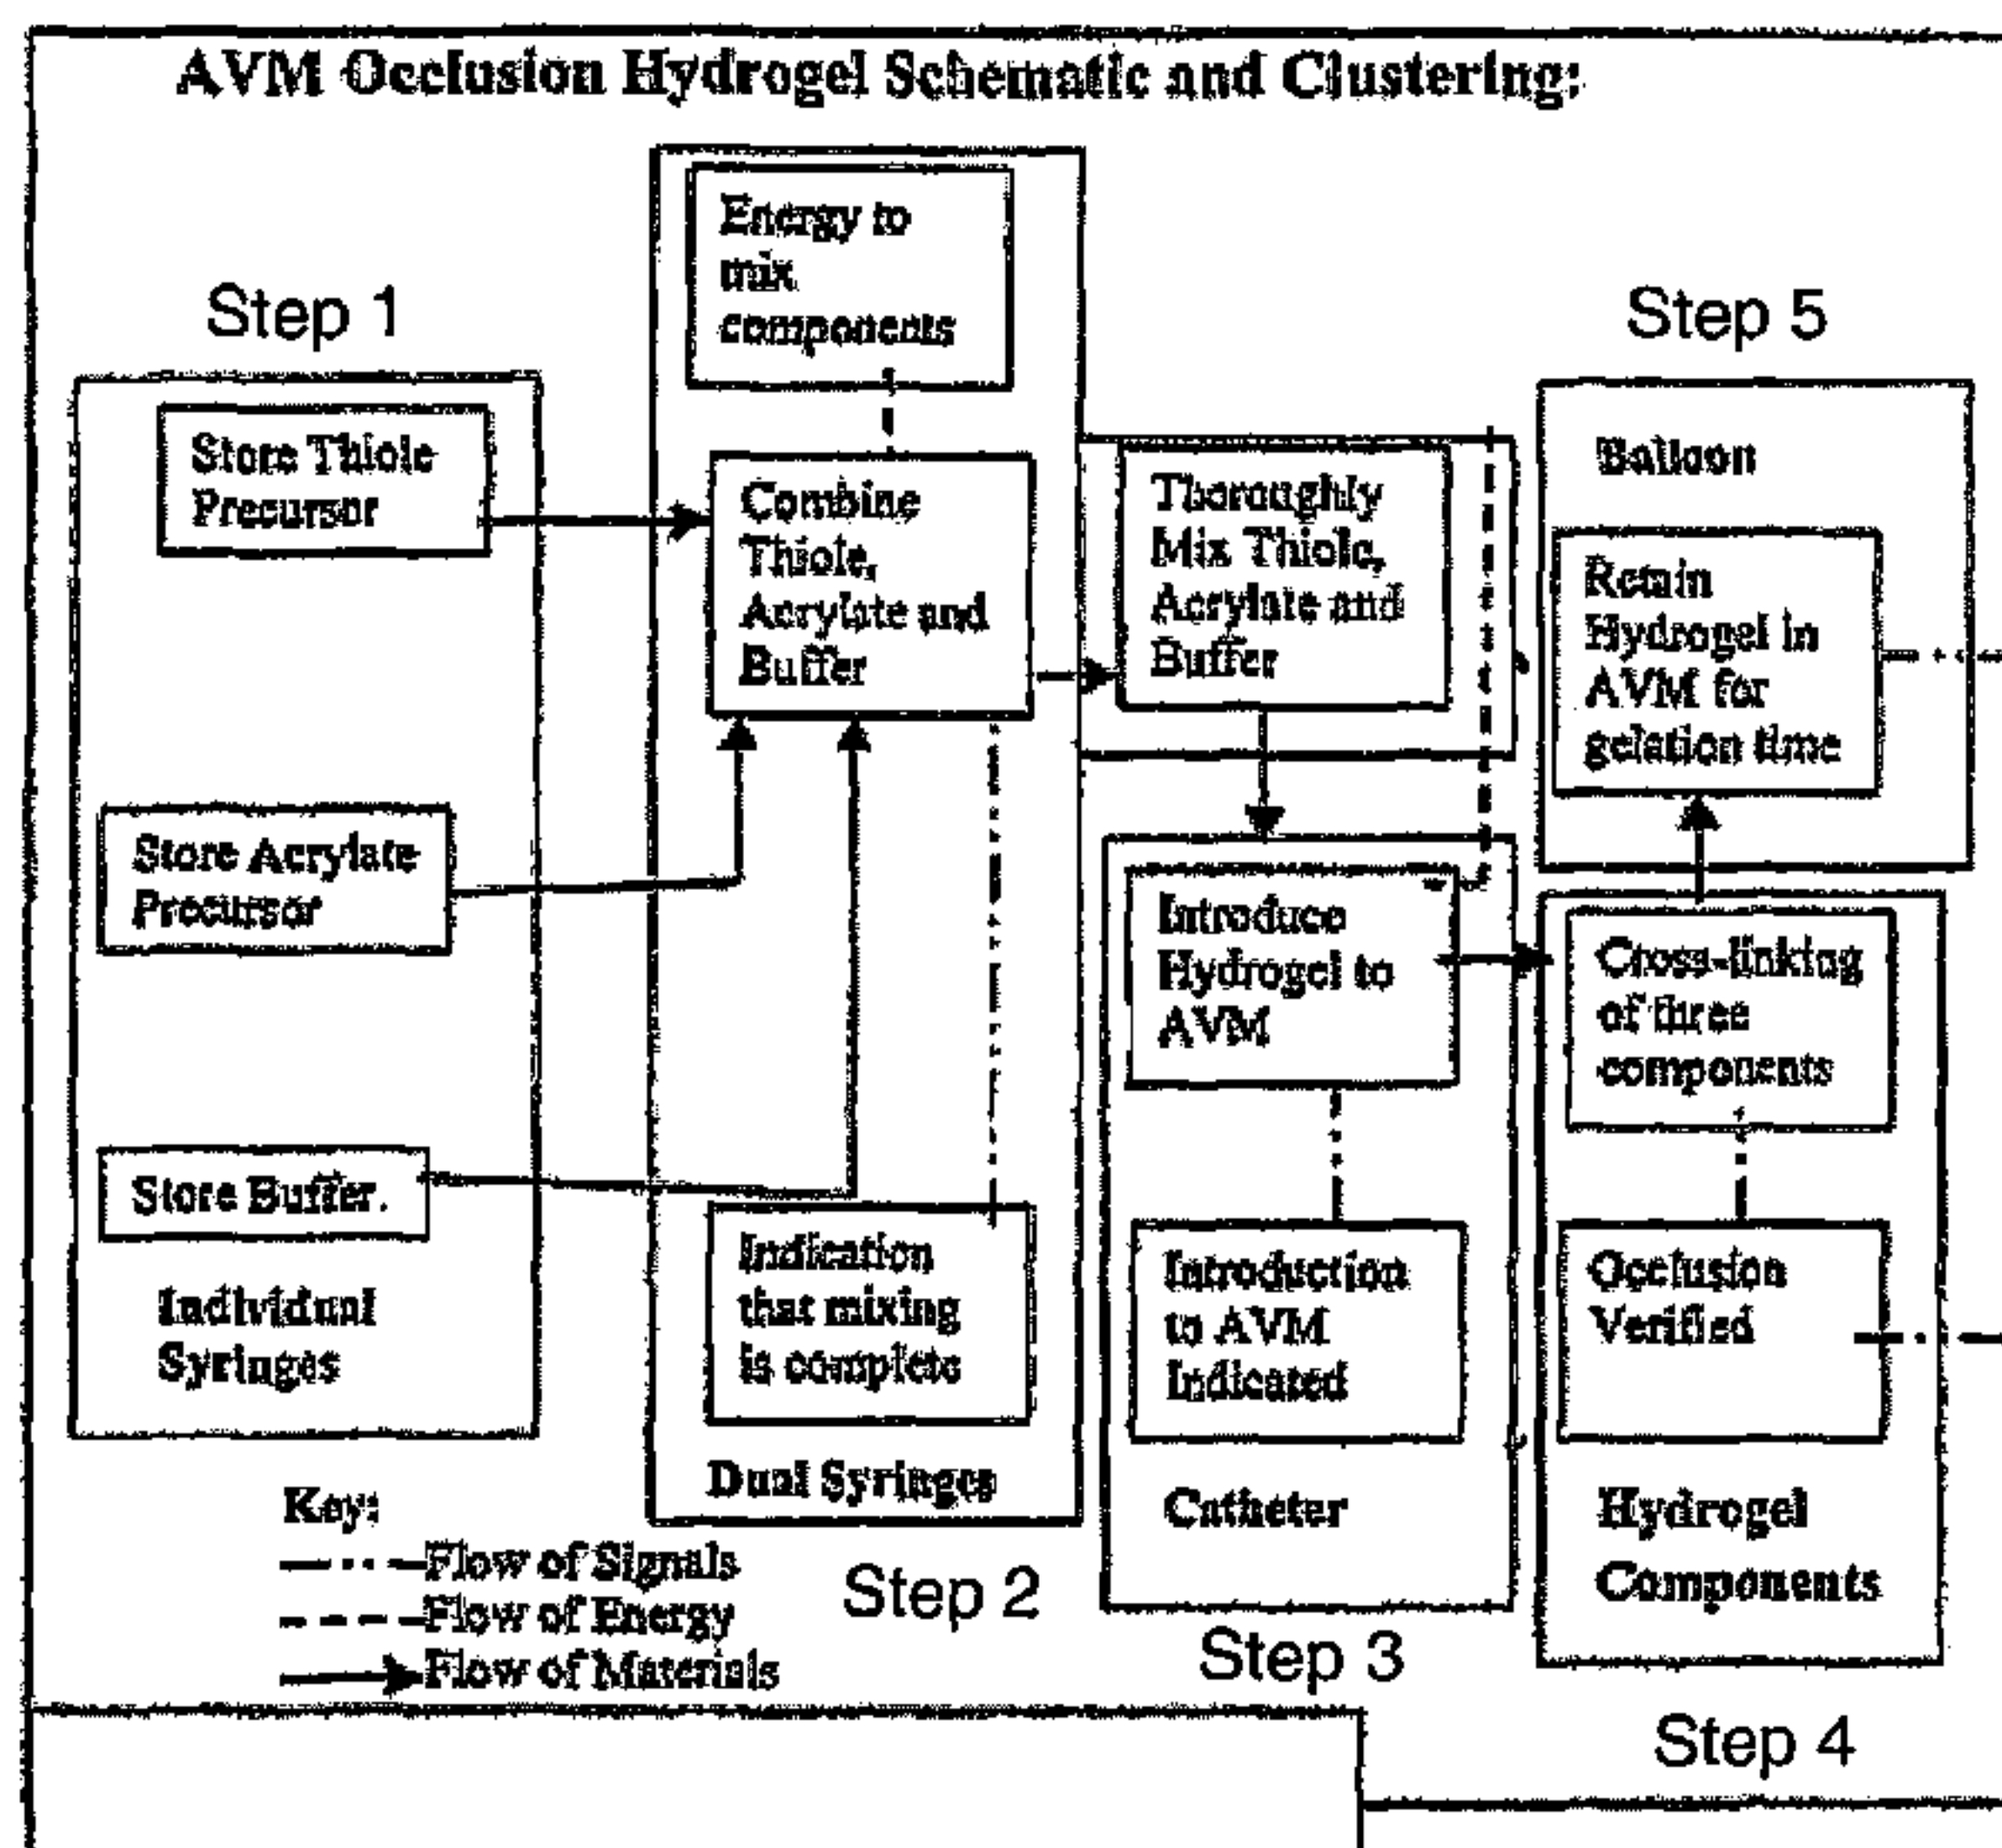 AVM Occlusion Hydrogel Schematic and Clustering:
Step 1
Store Thiole
Precursor
Store Acrylate
Precursor
Store Buffer.
Individual
Syringes
Energy to
mix
components
Combine
Thiole,
Acrylate and
Buffer
Indication
that mixing
is complete
Dual Syringes
Step 2
Thoroughly
Mix Thiole,
Acrylate and
Buffer
Introduce
Hydrogel to
AVM
Introduction
to AVM
Indicated
Catheter
Step 3
Step 5
Balloon
Retain
Hydrogel in
AVM for
gelation time
Cross-linking
of three
components
Occlusion
Verified
Hydrogel
Components
Step 4
Key:
Flow of Signals
Flow of Energy
Flow of Materials